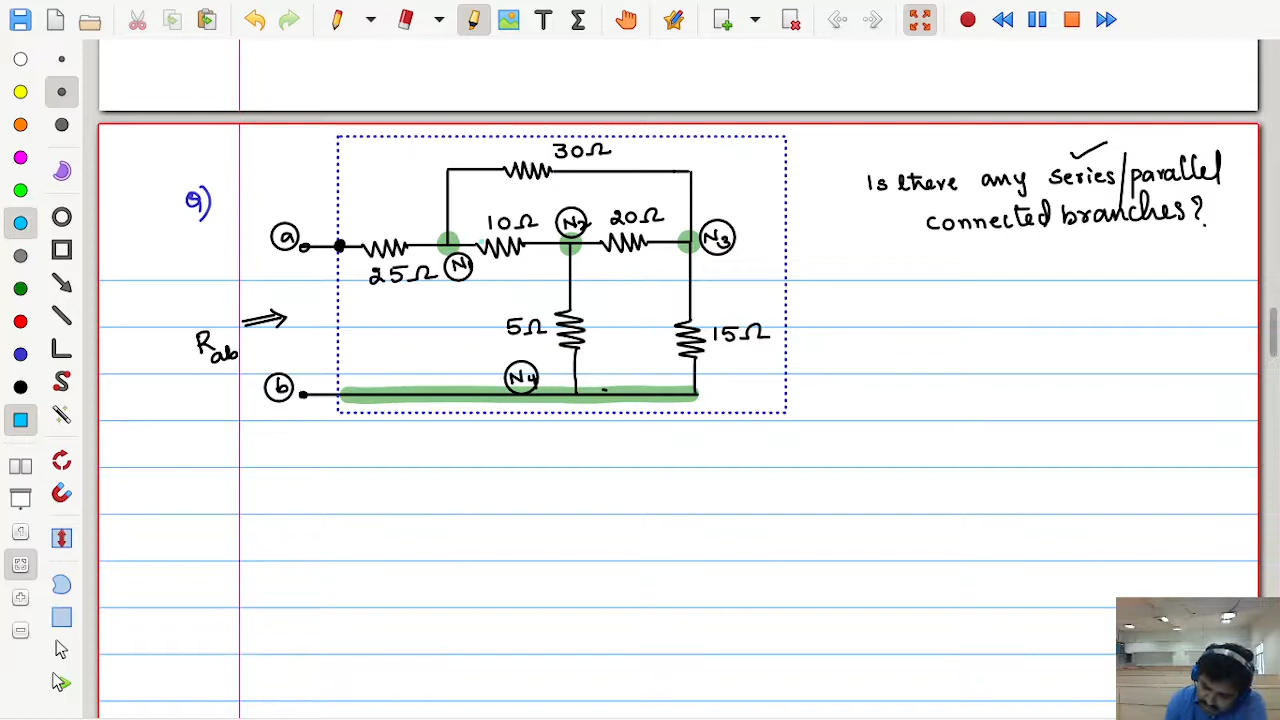 30Ω
Is there any series/parallel
connected branches?
9)
a
10Ω
N2
20Ω
N3
25Ω
N1
Rab
5Ω
15Ω
b
N4